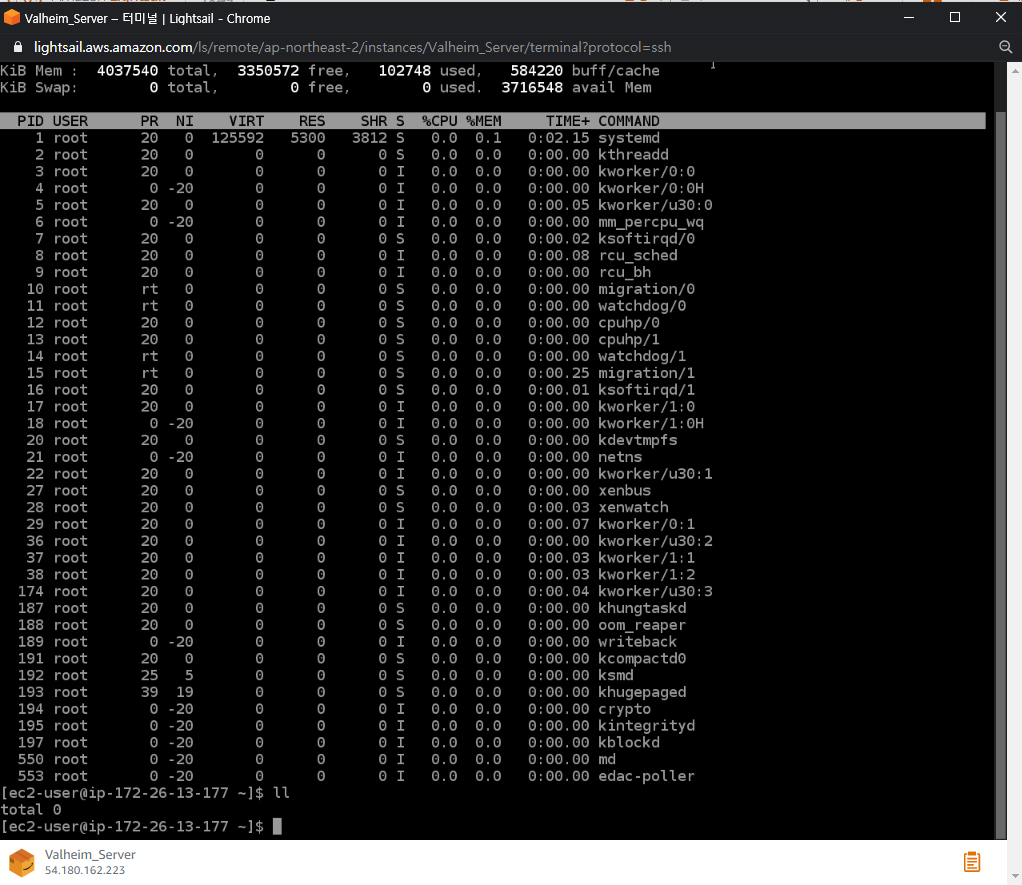 Valheim_Server – 터미널 | Lightsail - Chrome
lightsail.aws.amazon.com/ls/remote/ap-northeast-2/instances/Valheim_Server/terminal?protocol=ssh
KiB Mem :  4037540 total,  3350572 free,   102748 used,   584220 buff/cache
KiB Swap:        0 total,        0 free,        0 used.  3716548 avail Mem
PID USER      PR  NI    VIRT    RES    SHR S  %CPU %MEM     TIME+ COMMAND
1 root      20   0  125592   5300   3812 S   0.0  0.1   0:02.15 systemd
2 root      20   0       0      0      0 S   0.0  0.0   0:00.00 kthreadd
3 root      20   0       0      0      0 I   0.0  0.0   0:00.00 kworker/0:0
4 root       0 -20       0      0      0 I   0.0  0.0   0:00.00 kworker/0:0H
5 root      20   0       0      0      0 I   0.0  0.0   0:00.05 kworker/u30:0
6 root       0 -20       0      0      0 I   0.0  0.0   0:00.00 mm_percpu_wq
7 root      20   0       0      0      0 S   0.0  0.0   0:00.02 ksoftirqd/0
8 root      20   0       0      0      0 I   0.0  0.0   0:00.08 rcu_sched
9 root      20   0       0      0      0 I   0.0  0.0   0:00.00 rcu_bh
10 root      rt   0       0      0      0 S   0.0  0.0   0:00.00 migration/0
11 root      rt   0       0      0      0 S   0.0  0.0   0:00.00 watchdog/0
12 root      20   0       0      0      0 S   0.0  0.0   0:00.00 cpuhp/0
13 root      20   0       0      0      0 S   0.0  0.0   0:00.00 cpuhp/1
14 root      rt   0       0      0      0 S   0.0  0.0   0:00.00 watchdog/1
15 root      rt   0       0      0      0 S   0.0  0.0   0:00.25 migration/1
16 root      20   0       0      0      0 S   0.0  0.0   0:00.01 ksoftirqd/1
17 root      20   0       0      0      0 I   0.0  0.0   0:00.00 kworker/1:0
18 root       0 -20       0      0      0 I   0.0  0.0   0:00.00 kworker/1:0H
20 root      20   0       0      0      0 S   0.0  0.0   0:00.00 kdevtmpfs
21 root       0 -20       0      0      0 I   0.0  0.0   0:00.00 netns
22 root      20   0       0      0      0 I   0.0  0.0   0:00.00 kworker/u30:1
27 root      20   0       0      0      0 S   0.0  0.0   0:00.00 xenbus
28 root      20   0       0      0      0 S   0.0  0.0   0:00.03 xenwatch
29 root      20   0       0      0      0 I   0.0  0.0   0:00.07 kworker/0:1
36 root      20   0       0      0      0 I   0.0  0.0   0:00.00 kworker/u30:2
37 root      20   0       0      0      0 I   0.0  0.0   0:00.03 kworker/1:1
38 root      20   0       0      0      0 I   0.0  0.0   0:00.03 kworker/1:2
174 root      20   0       0      0      0 I   0.0  0.0   0:00.04 kworker/u30:3
187 root      20   0       0      0      0 S   0.0  0.0   0:00.00 khungtaskd
188 root      20   0       0      0      0 S   0.0  0.0   0:00.00 oom_reaper
189 root       0 -20       0      0      0 I   0.0  0.0   0:00.00 writeback
191 root      20   0       0      0      0 S   0.0  0.0   0:00.00 kcompactd0
192 root      25   5       0      0      0 S   0.0  0.0   0:00.00 ksmd
193 root      39  19       0      0      0 S   0.0  0.0   0:00.00 khugepaged
194 root       0 -20       0      0      0 I   0.0  0.0   0:00.00 crypto
195 root       0 -20       0      0      0 I   0.0  0.0   0:00.00 kintegrityd
197 root       0 -20       0      0      0 I   0.0  0.0   0:00.00 kblockd
550 root       0 -20       0      0      0 I   0.0  0.0   0:00.00 md
553 root       0 -20       0      0      0 I   0.0  0.0   0:00.00 edac-poller
[ec2-user@ip-172-26-13-177 ~]$ ll
total 0
[ec2-user@ip-172-26-13-177 ~]$
Valheim_Server
54.180.162.223